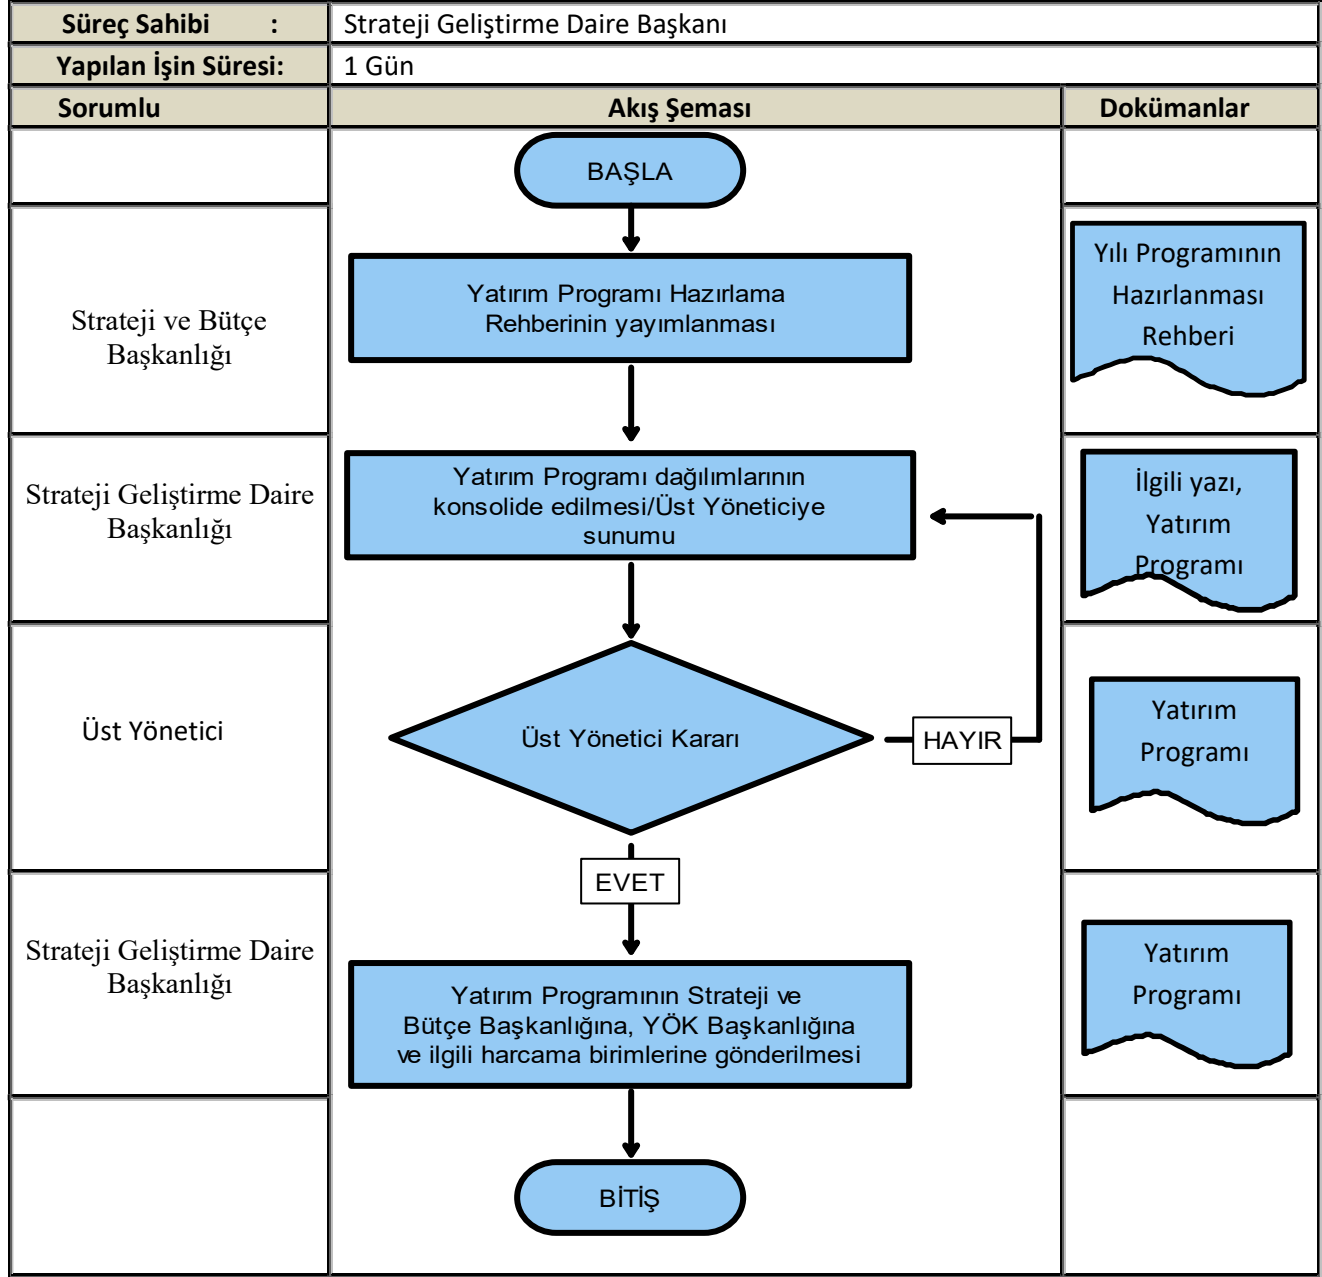 Süreç Sahibi :
Strateji Geliştirme Daire Başkanı
Yapılan İşin Süresi:
1 Gün
Sorumlu
Akış Şeması
Dokümanlar
BAŞLA
Strateji ve Bütçe
Başkanlığı
Yatırım Programı Hazırlama
Rehberinin yayımlanması
Yılı Programının
Hazırlanması
Rehberi
Strateji Geliştirme Daire
Başkanlığı
Yatırım Programı dağılımlarının
konsolide edilmesi/Üst Yöneticiye
sunumu
İlgili yazı,
Yatırım
Programı
Üst Yönetici
Üst Yönetici Kararı
HAYIR
Yatırım
Programı
EVET
Strateji Geliştirme Daire
Başkanlığı
Yatırım Programının Strateji ve
Bütçe Başkanlığına, YÖK Başkanlığına
ve ilgili harcama birimlerine gönderilmesi
Yatırım
Programı
BİTİŞ